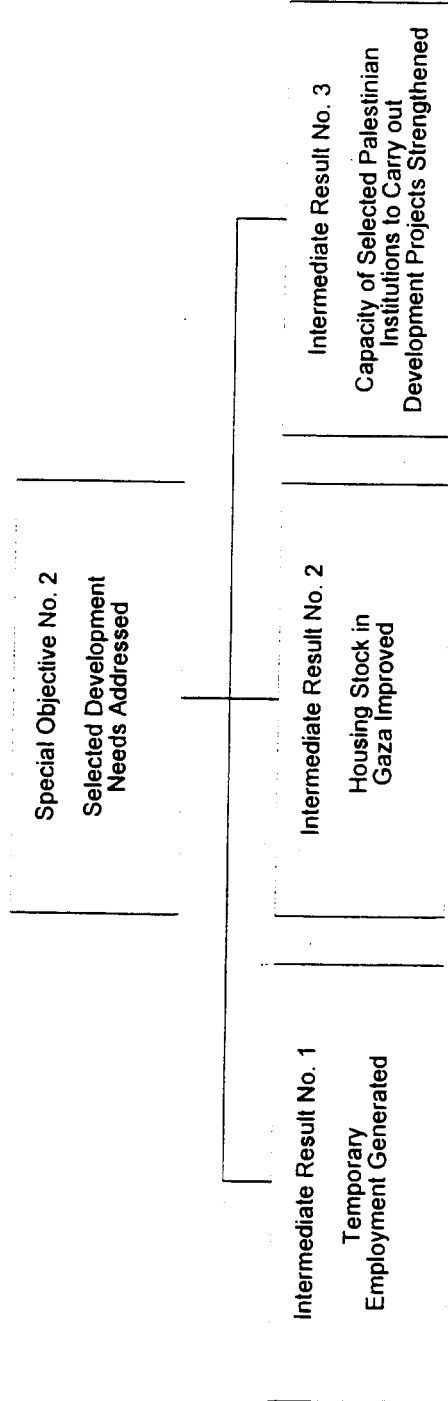 Special Objective No. 2
Selected Development
Needs Addressed
Intermediate Result No. 1
Temporary
Employment Generated
Intermediate Result No. 2
Housing Stock in
Gaza Improved
Intermediate Result No. 3
Capacity of Selected Palestinian
Institutions to Carry out
Development Projects Strengthened